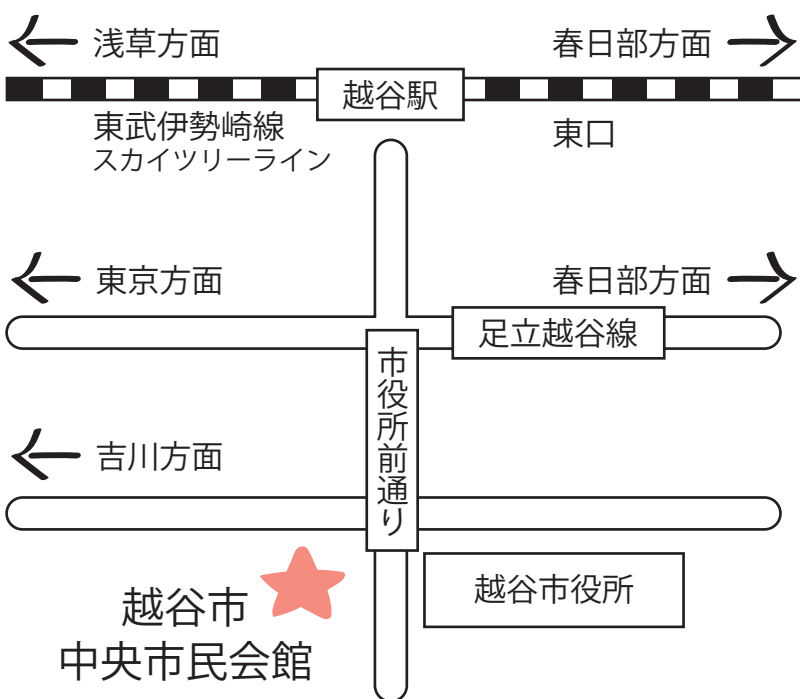 浅草方面
春日部方面
越谷駅
東武伊勢崎線
スカイツリーライン
東口
東京方面
春日部方面
足立越谷線
市役所前通り
吉川方面
越谷市役所
越谷市
中央市民会館